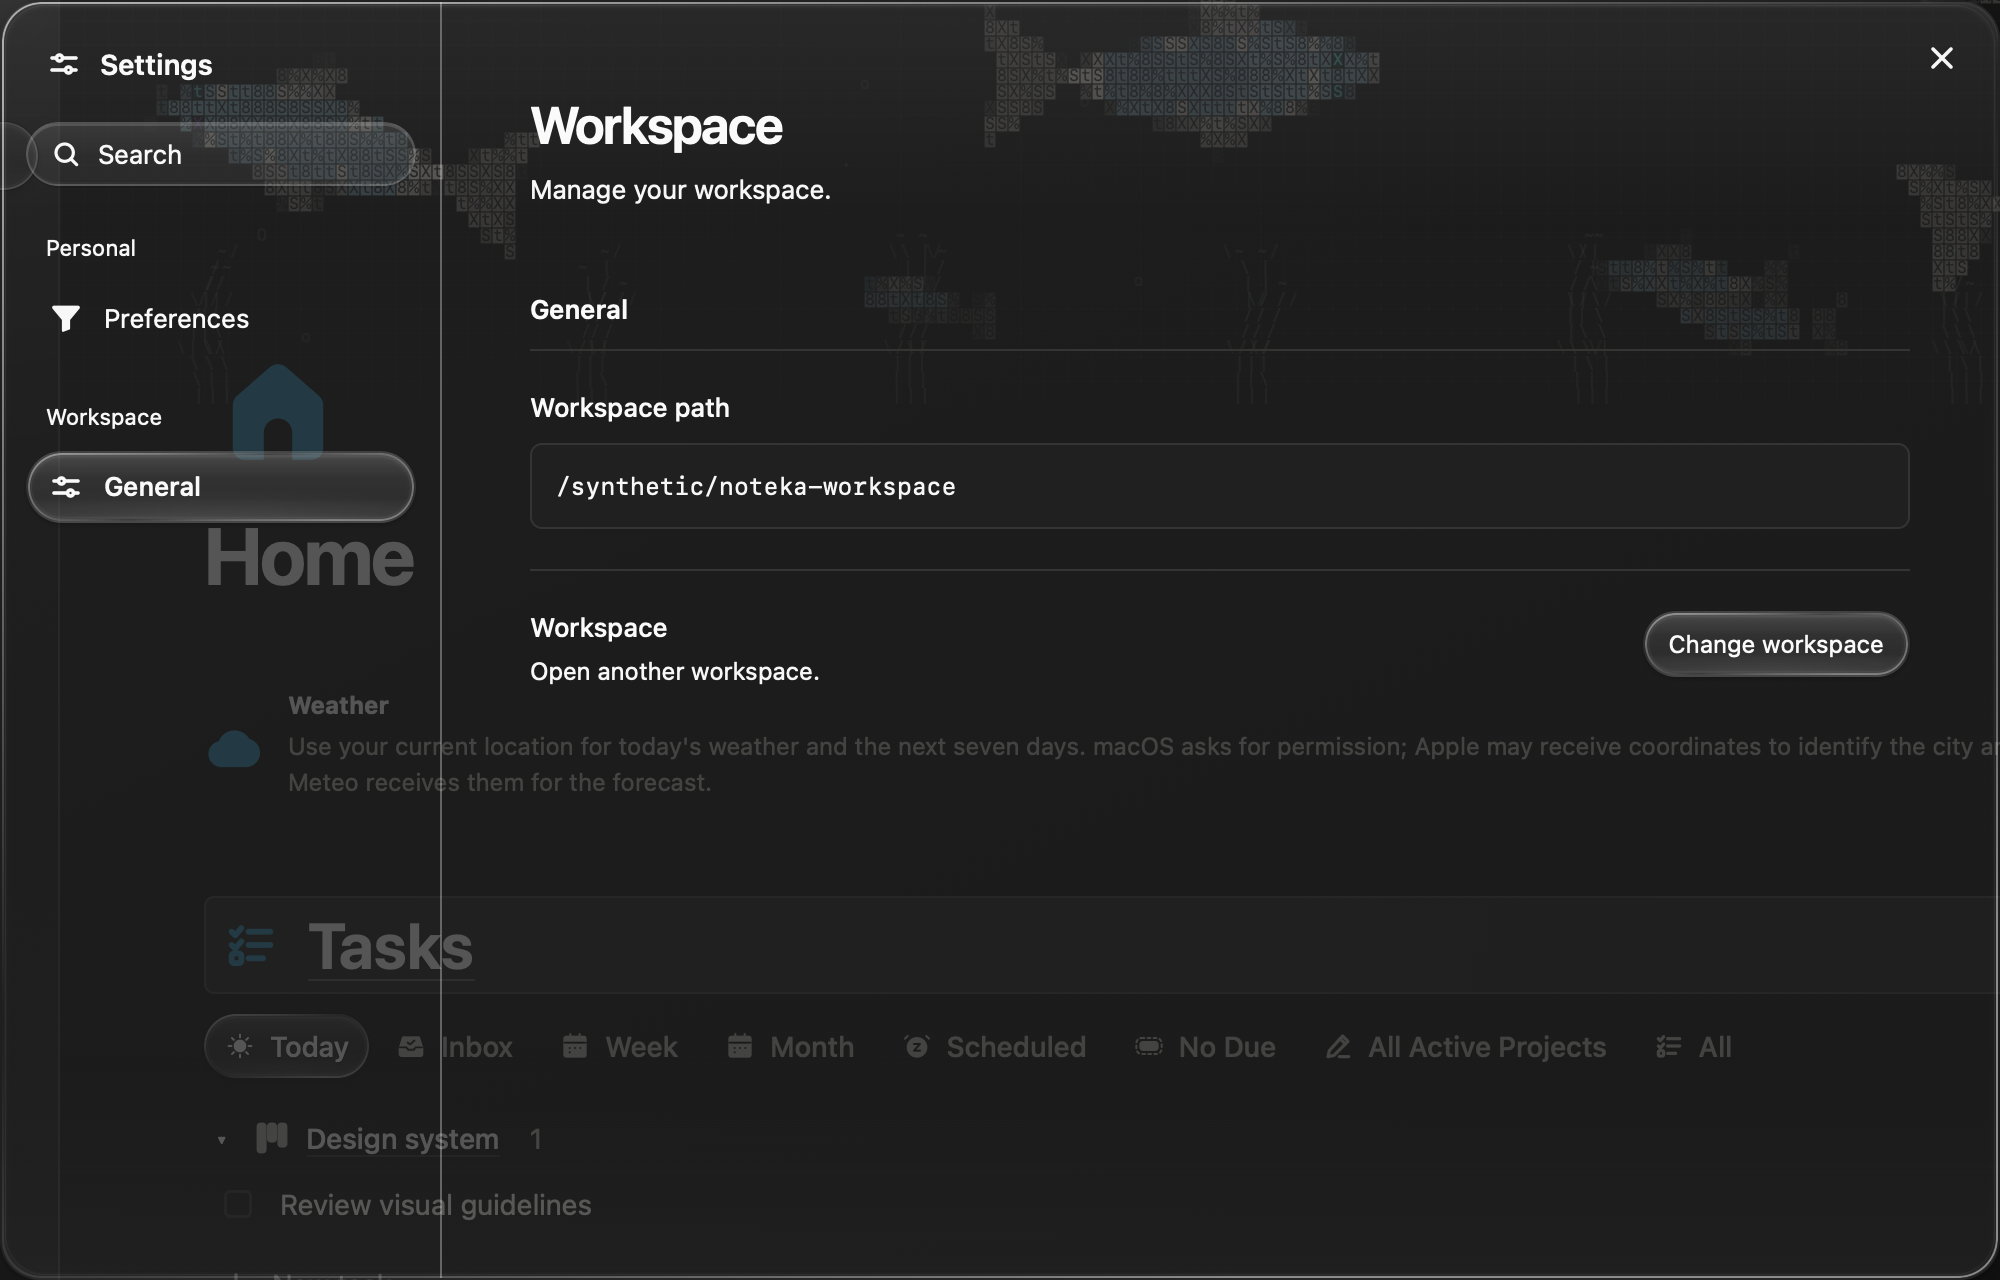 Settings
Search
Personal
Preferences
Workspace
General
Workspace
Manage your workspace.
General
Workspace path
/synthetic/noteka-workspace
Workspace
Open another workspace.
Change workspace
Home
Weather
Use your current location for today's weather and the next seven days. macOS asks for permission; Apple may receive coordinates to identify the city
Meteo receives them for the forecast.
Tasks
Today
Inbox
Week
Month
Scheduled
No Due
All Active Projects
All
Design system 1
Review visual guidelines